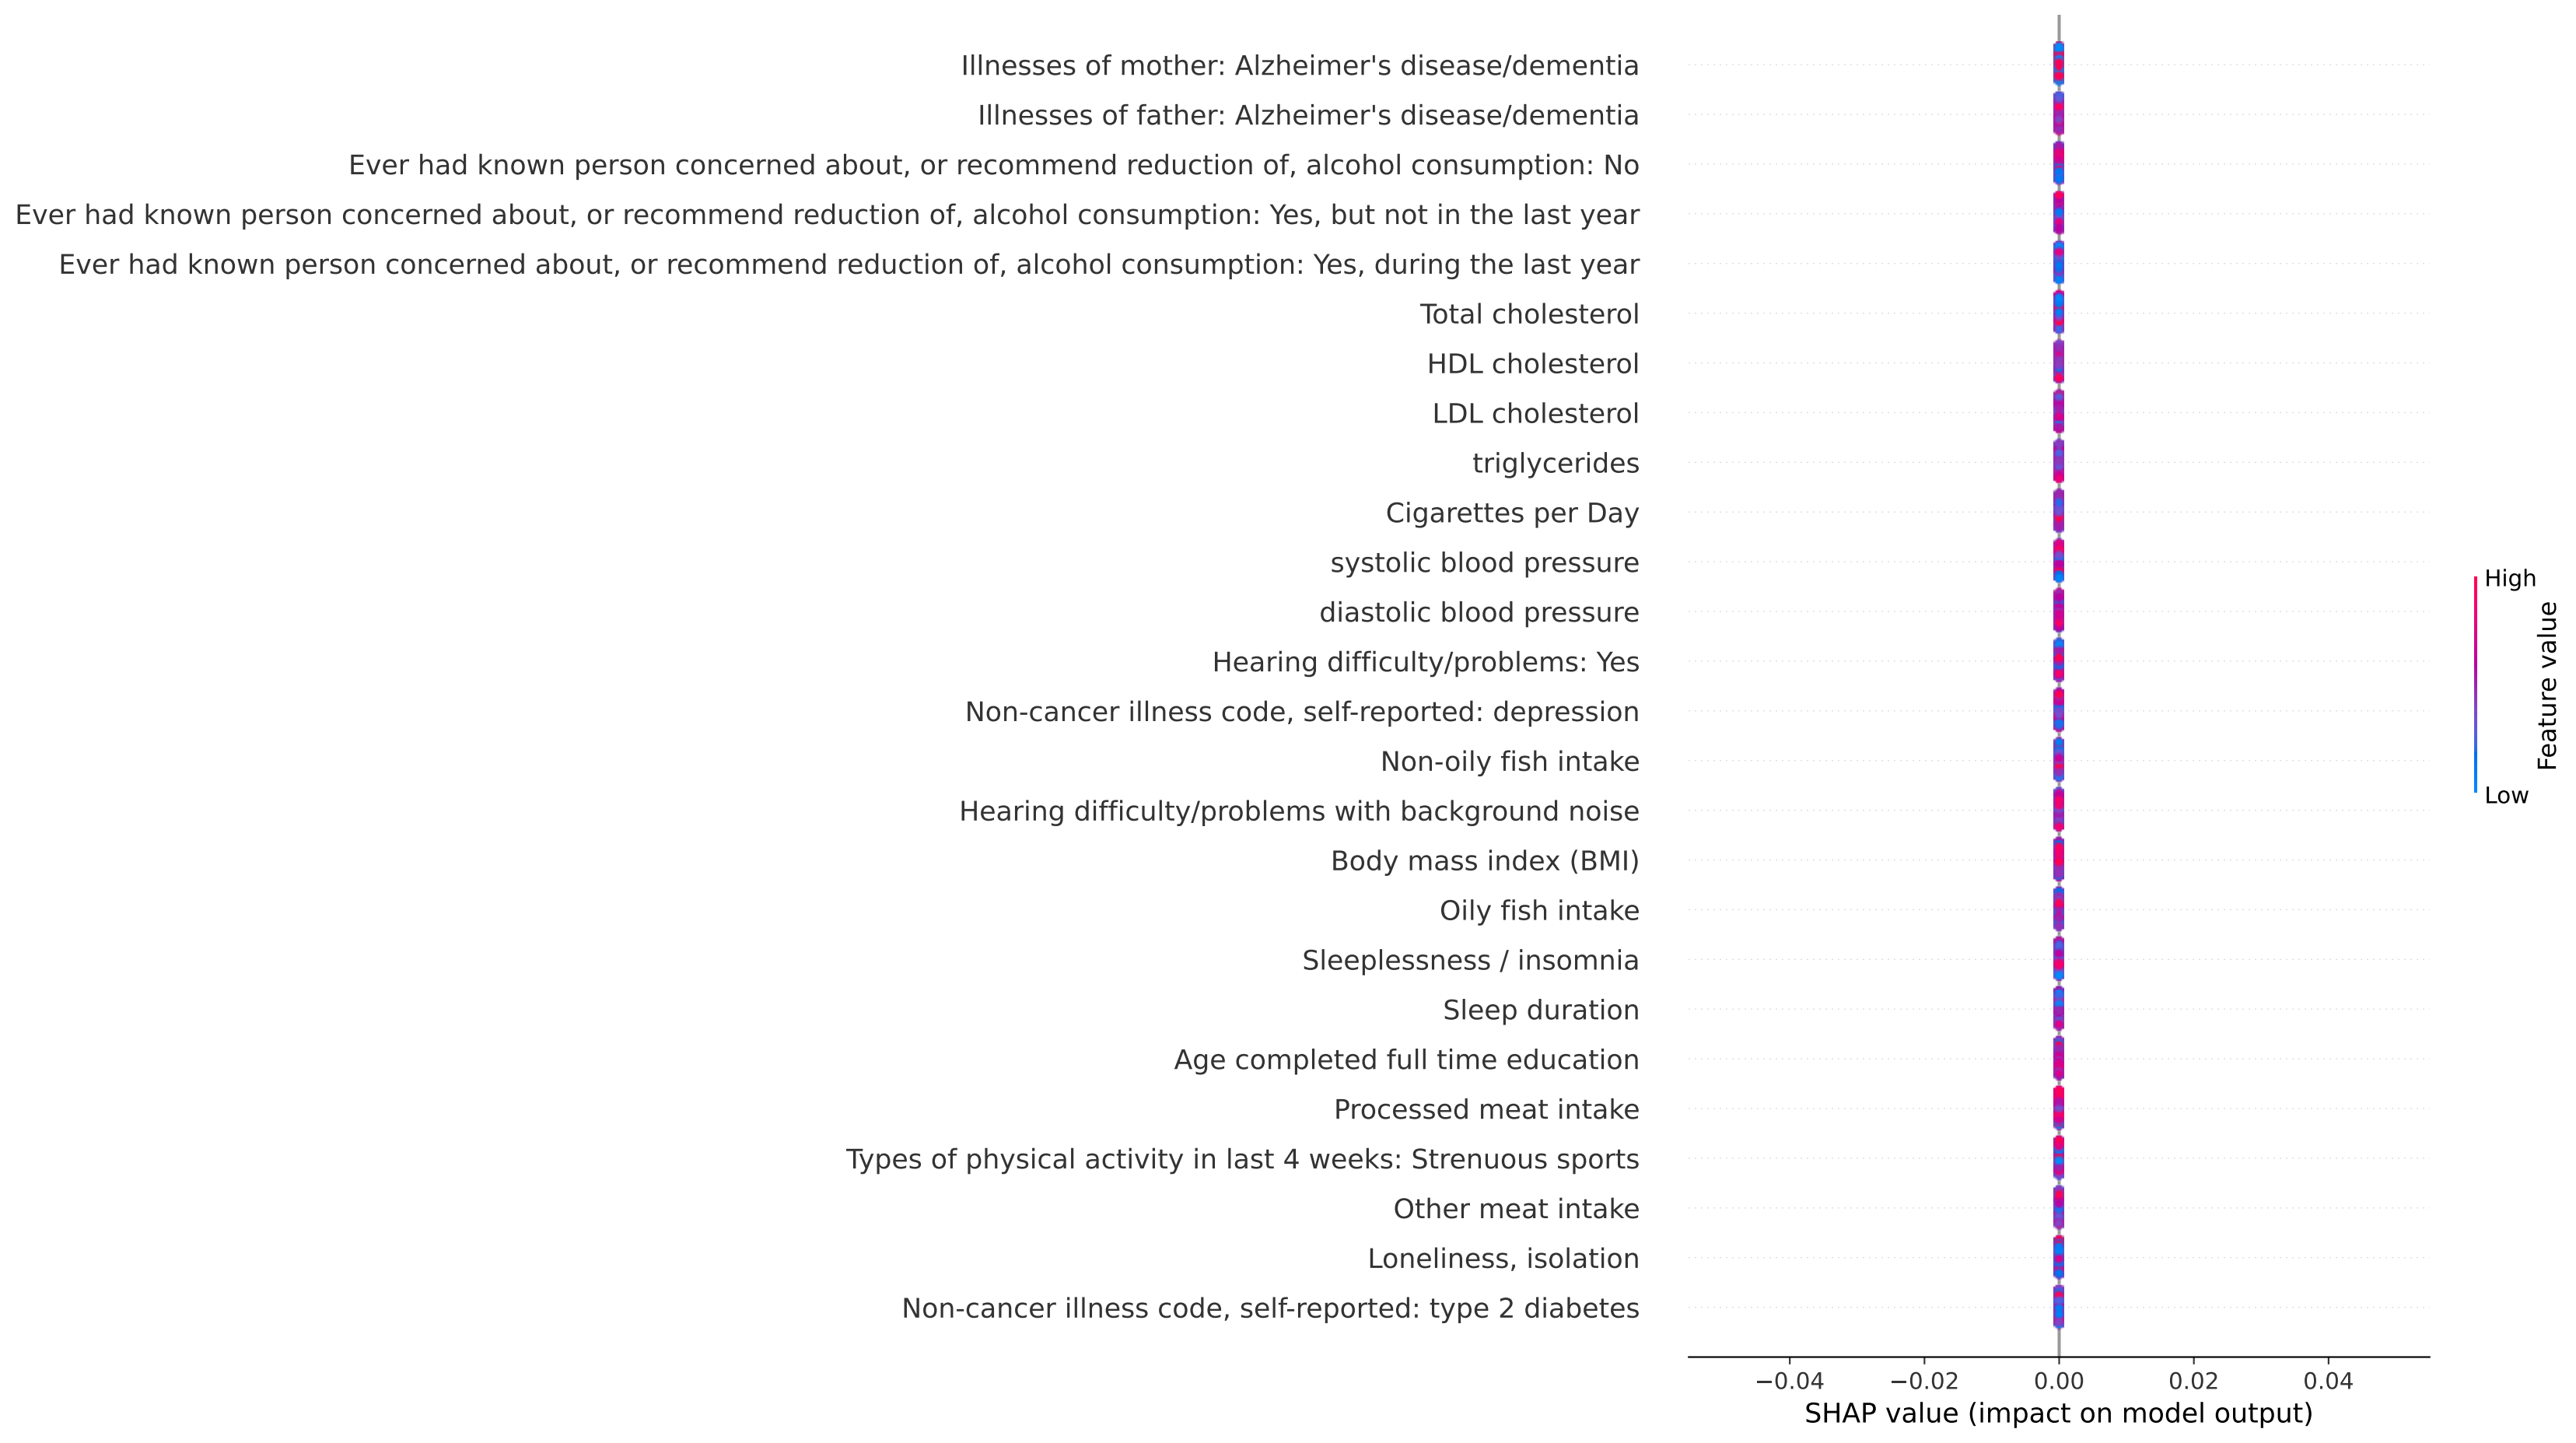 Illnesses of mother: Alzheimer's disease/dementia
Illnesses of father: Alzheimer's disease/dementia
Ever had known person concerned about, or recommend reduction of, alcohol consumption: No
Ever had known person concerned about, or recommend reduction of, alcohol consumption: Yes, but not in the last year
Ever had known person concerned about, or recommend reduction of, alcohol consumption: Yes, during the last year
Total cholesterol
HDL cholesterol
LDL cholesterol
triglycerides
Cigarettes per Day
systolic blood pressure
diastolic blood pressure
Hearing difficulty/problems: Yes
Non-cancer illness code, self-reported: depression
Non-oily fish intake
Hearing difficulty/problems with background noise
Body mass index (BMI)
Oily fish intake
Sleeplessness / insomnia
Sleep duration
Age completed full time education
Processed meat intake
Types of physical activity in last 4 weeks: Strenuous sports
Other meat intake
Loneliness, isolation
Non-cancer illness code, self-reported: type 2 diabetes
−0.04 −0.02 0.00 0.02 0.04
SHAP value (impact on model output)
High
Low
Feature value